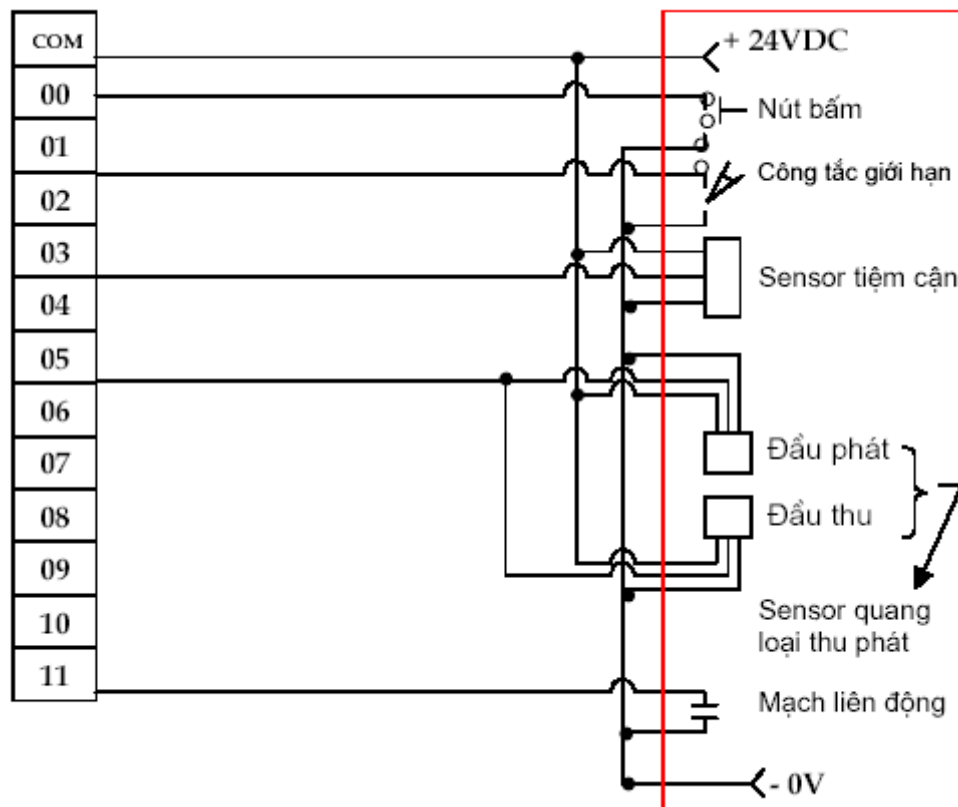 COM
00
01
02
03
04
05
06
07
08
09
10
11
+ 24VDC
Nút bấm
Công tắc giới hạn
Sensor tiệm cận
Đầu phát
Đầu thu
Sensor quang
loại thu phát
Mạch liên động
- 0V